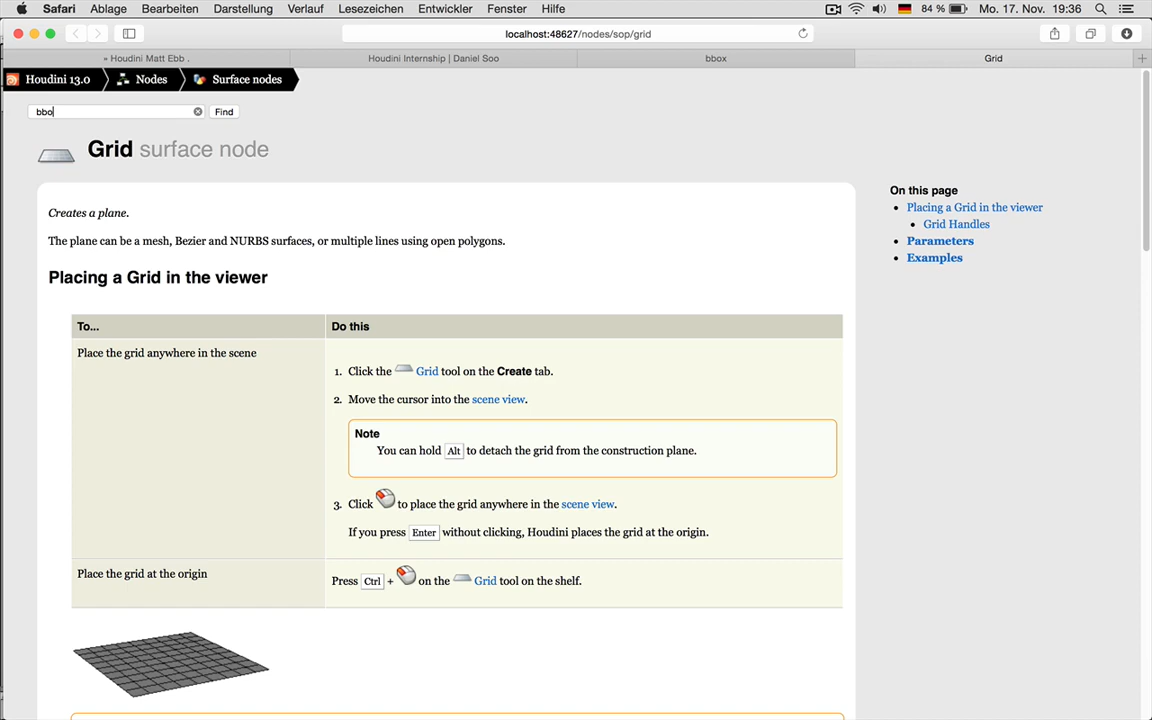 Safari Ablage Bearbeiten Darstellung Verlauf Lesezeichen Entwickler Fenster Hilfe 84 % Mo. 17. Nov. 19:36
localhost:48627/nodes/sop/grid
« Houdini Matt Ebb . Houdini Internship | Daniel Soo bbox Grid
Houdini 13.0 Nodes Surface nodes
bbo Find
Grid surface node
Creates a plane.
The plane can be a mesh, Bezier and NURBS surfaces, or multiple lines using open polygons.
Placing a Grid in the viewer
To... Do this
Place the grid anywhere in the scene
1. Click the Grid tool on the Create tab.
2. Move the cursor into the scene view.
Note
You can hold Alt to detach the grid from the construction plane.
3. Click to place the grid anywhere in the scene view.
If you press Enter without clicking, Houdini places the grid at the origin.
Place the grid at the origin
Press Ctrl + on the Grid tool on the shelf.
On this page
• Placing a Grid in the viewer
• Grid Handles
• Parameters
• Examples